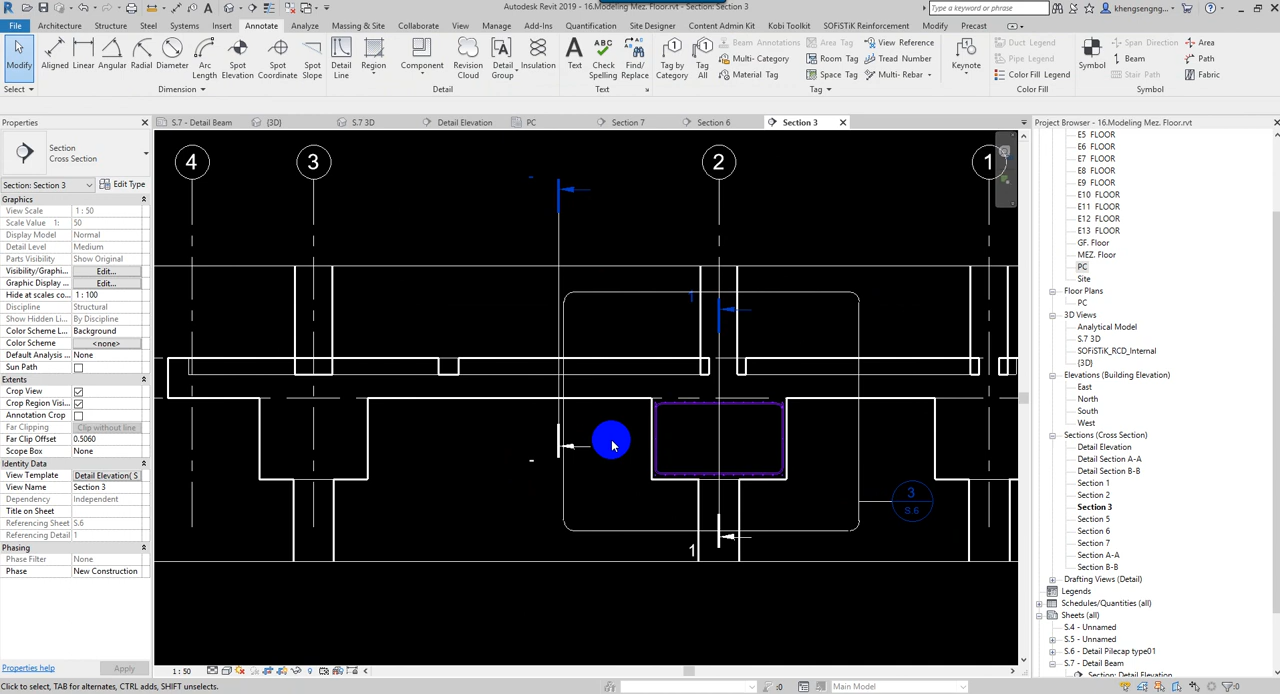 Autodesk Revit 2019 - 16.Modeling Mez. Floor.rvt - Section: Section 3
Type a keyword or phrase
khengsengng...
File Architecture Structure Steel Systems Insert Annotate Analyze Massing & Site Collaborate View Manage Add-Ins Quantification Site Designer Content Admin Kit Kobi Toolkit SOFiSTiK Reinforcement Modify Precast
Modify Aligned Linear Angular Radial Diameter Arc Length Spot Elevation Spot Coordinate Spot Slope
Detail Line Region Component Revision Cloud Detail Group Insulation
Text Check Spelling Find/ Replace
Tag by Category Tag All
Beam Annotations Area Tag View Reference
Multi- Category Room Tag Tread Number
Material Tag Space Tag Multi- Rebar
Keynote
Duct Legend
Pipe Legend
Color Fill Legend
Symbol
Span Direction Area
Beam Path
Stair Path Fabric
Select Dimension Detail Text Tag Color Fill Symbol
Properties
S.7 - Detail Beam {3D} S.7 3D Detail Elevation PC Section 7 Section 6 Section 3
Project Browser - 16.Modeling Mez. Floor.rvt
Section
Cross Section
Section: Section 3 Edit Type
Graphics
View Scale 1 : 50
Scale Value 1: 50
Display Model Normal
Detail Level Medium
Parts Visibility Show Original
Visibility/Graphi... Edit...
Graphic Display ... Edit...
Hide at scales co... 1 : 100
Discipline Structural
Show Hidden Li... By Discipline
Color Scheme L... Background
Color Scheme <none>
Default Analysis ... None
Sun Path
Extents
Crop View
Crop Region Visi...
Annotation Crop
Far Clipping Clip without line
Far Clip Offset 0.5060
Scope Box None
Identity Data
View Template Detail Elevation( S
View Name Section 3
Dependency Independent
Title on Sheet
Referencing Sheet S.6
Referencing Detail 1
Phasing
Phase Filter None
Phase New Construction
Properties help Apply
4
3
2
1
1
3
S.6
1
E5 FLOOR
E6 FLOOR
E7 FLOOR
E8 FLOOR
E9 FLOOR
E10 FLOOR
E11 FLOOR
E12 FLOOR
E13 FLOOR
GF. Floor
MEZ. Floor
PC
Site
Floor Plans
PC
3D Views
Analytical Model
S.7 3D
SOFiSTiK_RCD_Internal
{3D}
Elevations (Building Elevation)
East
North
South
West
Sections (Cross Section)
Detail Elevation
Detail Section A-A
Detail Section B-B
Section 1
Section 2
Section 3
Section 5
Section 6
Section 7
Section A-A
Section B-B
Drafting Views (Detail)
Legends
Schedules/Quantities (all)
Sheets (all)
S.4 - Unnamed
S.5 - Unnamed
S.6 - Detail Pilecap type01
S.7 - Detail Beam
Section: Detail Elevation
1 : 50
Click to select, TAB for alternates, CTRL adds, SHIFT unselects.
:0
Main Model
:0